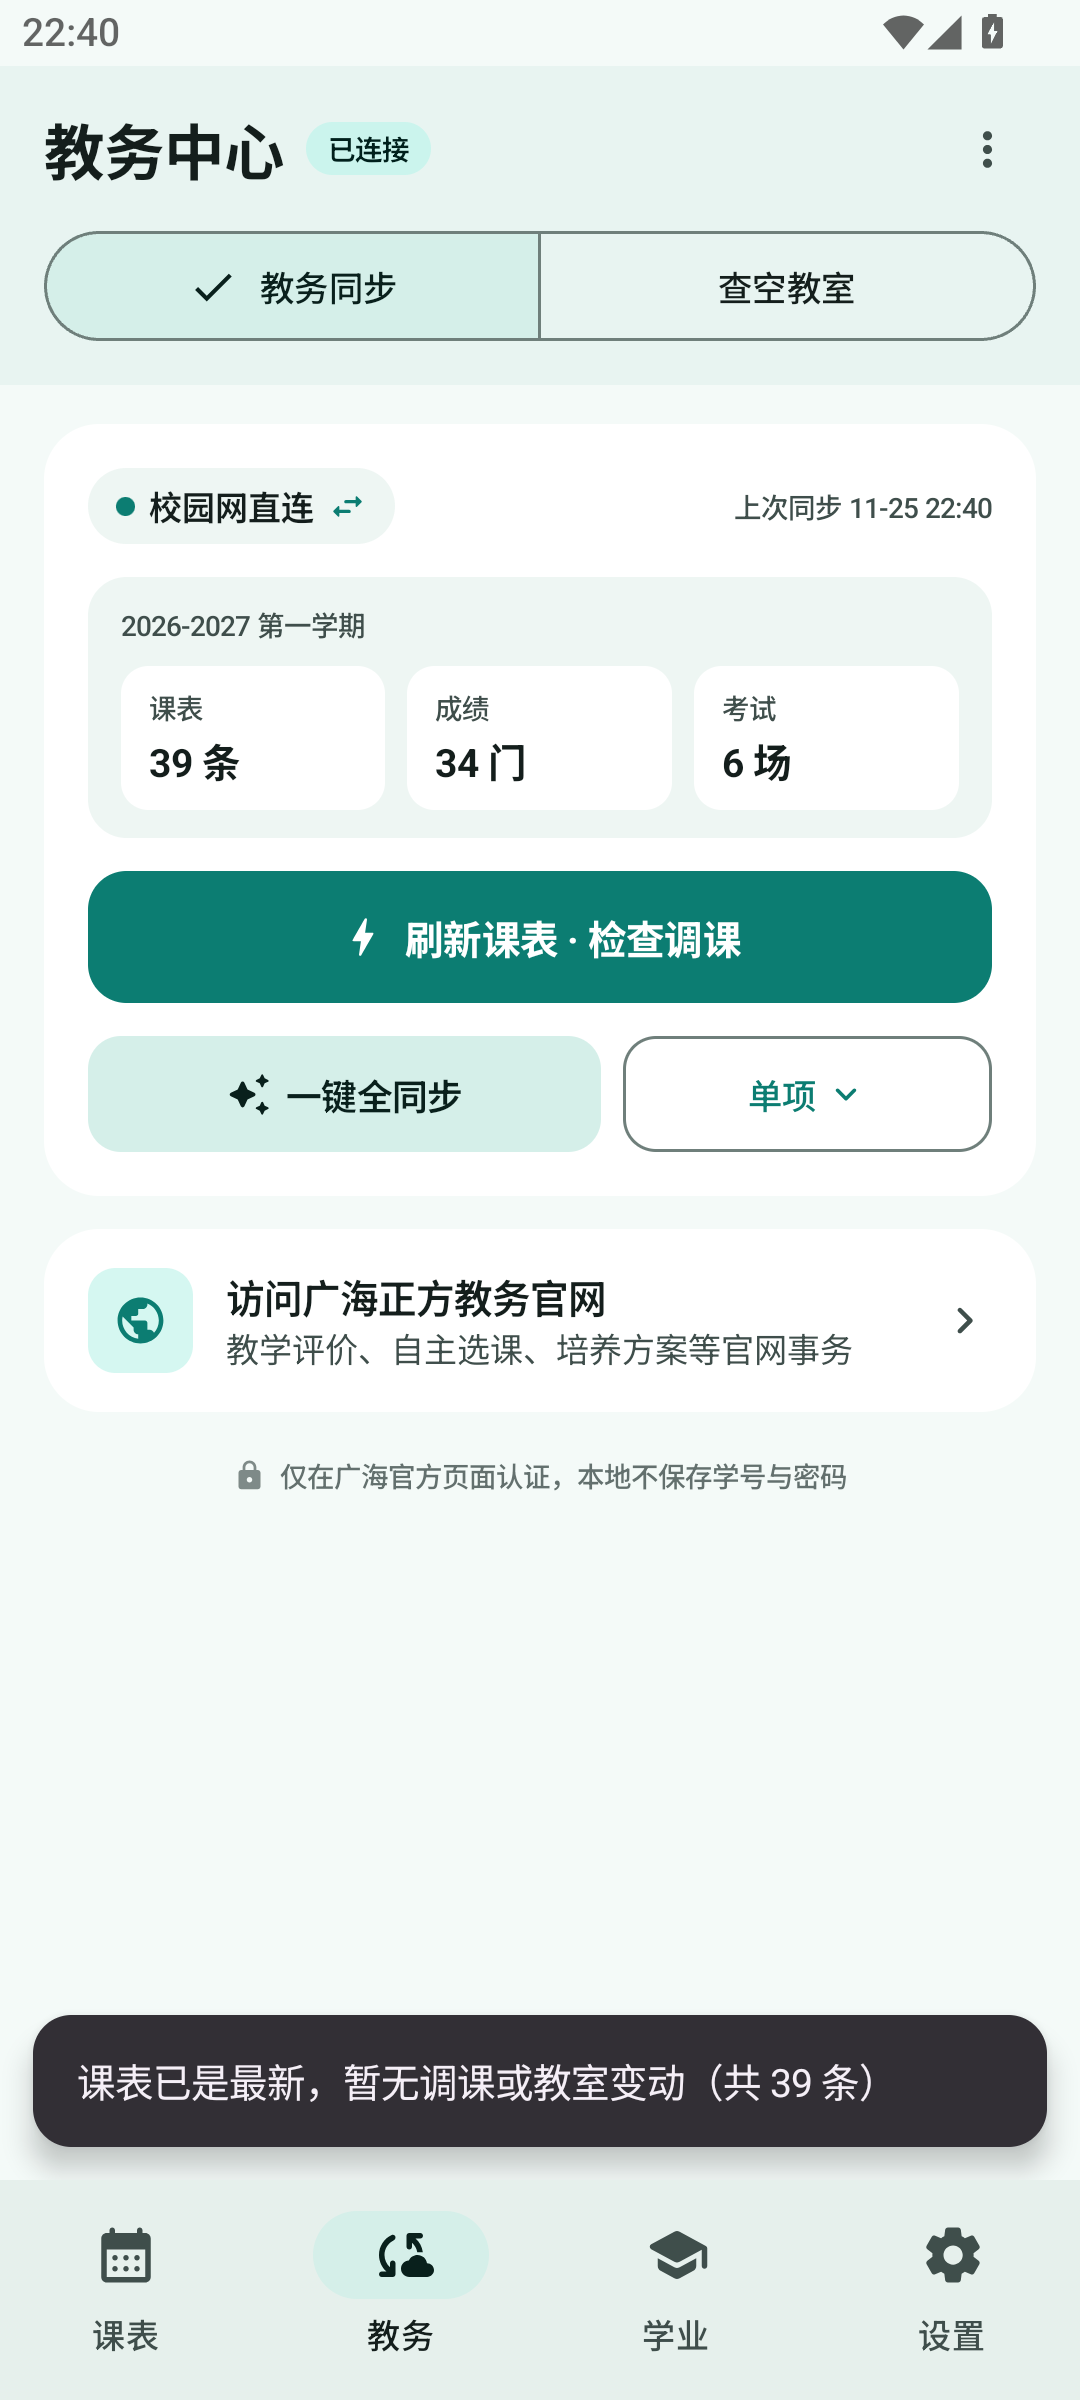 22:40
教务中心
已连接
教务同步
查空教室
校园网直连
上次同步 11-25 22:40
2026-2027 第一学期
课表
39 条
成绩
34 门
考试
6 场
刷新课表 · 检查调课
一键全同步
单项
访问广海正方教务官网
教学评价、自主选课、培养方案等官网事务
仅在广海官方页面认证，本地不保存学号与密码
课表已是最新，暂无调课或教室变动（共 39 条）
课表
教务
学业
设置